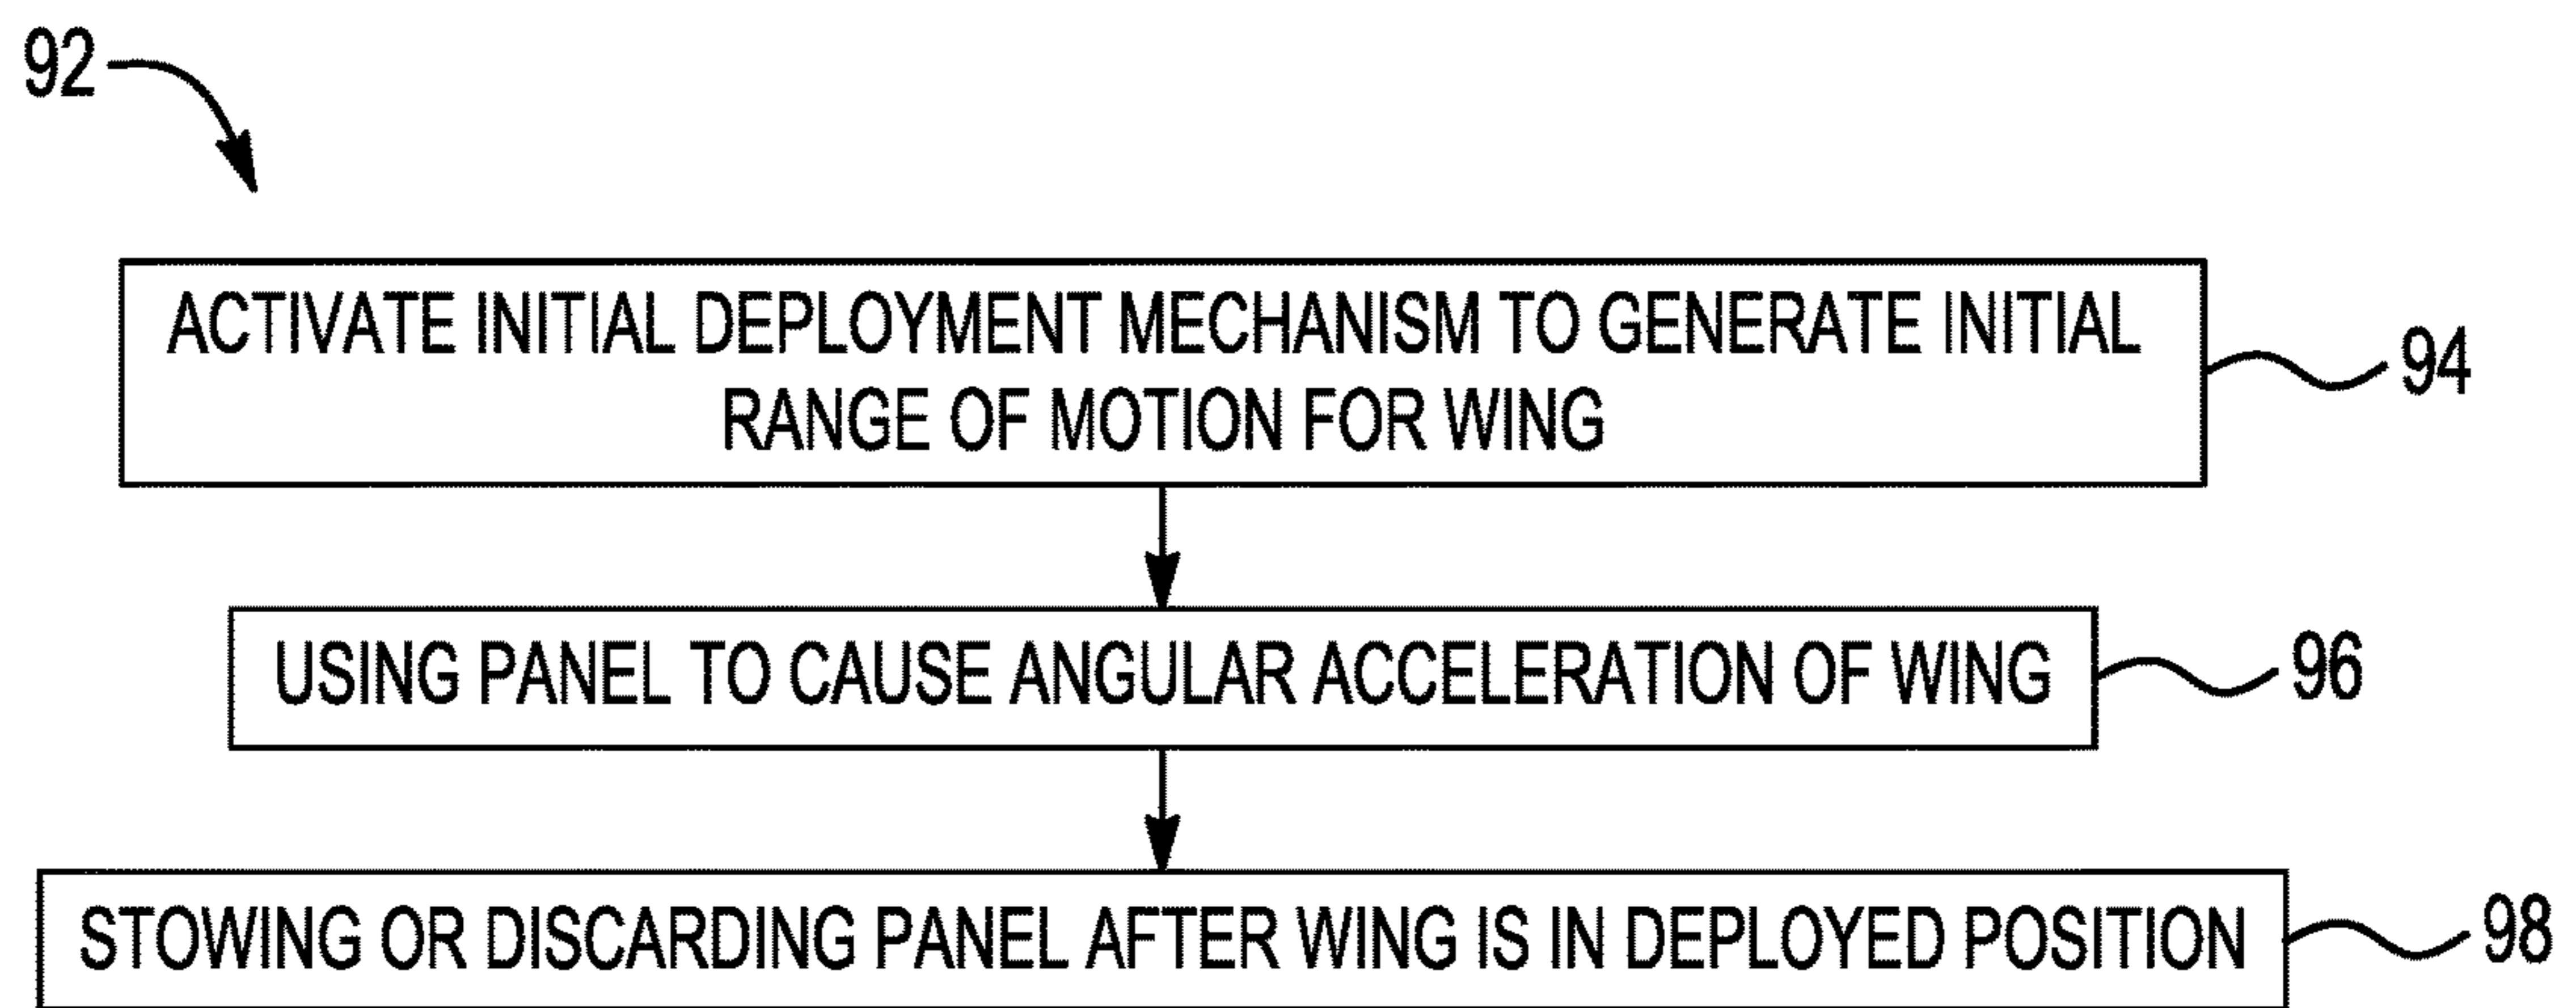 92
ACTIVATE INITIAL DEPLOYMENT MECHANISM TO GENERATE INITIAL
RANGE OF MOTION FOR WING
94
USING PANEL TO CAUSE ANGULAR ACCELERATION OF WING
96
STOWING OR DISCARDING PANEL AFTER WING IS IN DEPLOYED POSITION
98